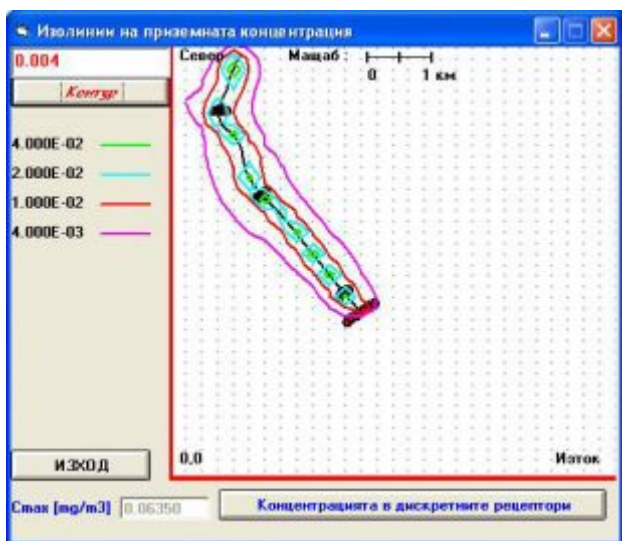 Изолинии на приземната концентрация
0.004
Контур
4.000E-02
2.000E-02
1.000E-02
4.000E-03
Север
Мащаб :
0 1 км
0,0
Изток
ИЗХОД
Cmax [mg/m3] 0.06350
Концентрацията в дискретните рецептори